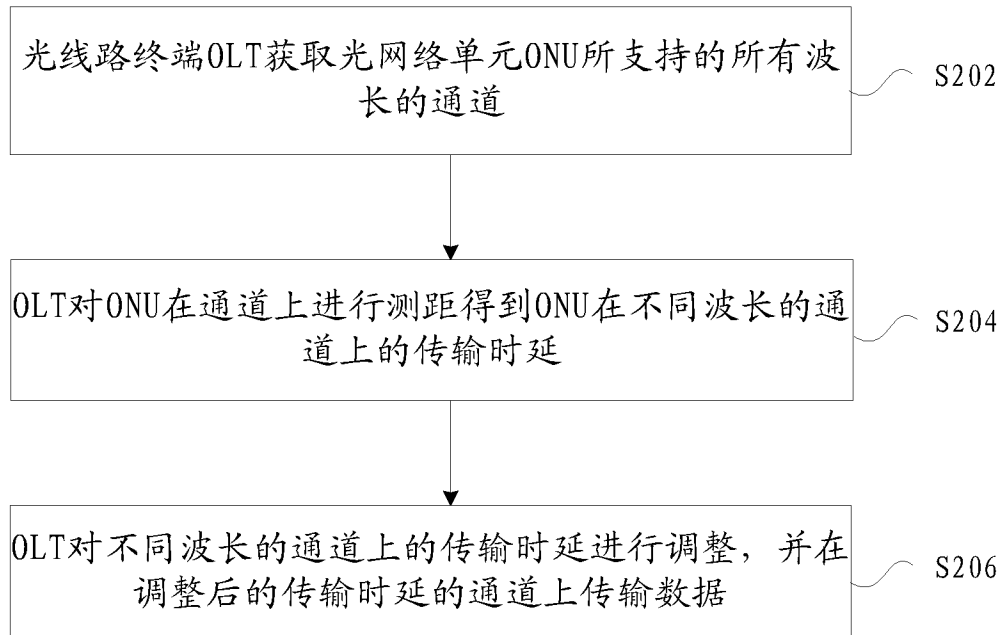 光线路终端OLT获取光网络单元ONU所支持的所有波
长的通道
S202
OLT对ONU在通道上进行测距得到ONU在不同波长的通
道上的传输时延
S204
OLT对不同波长的通道上的传输时延进行调整，并在
调整后的传输时延的通道上传输数据
S206